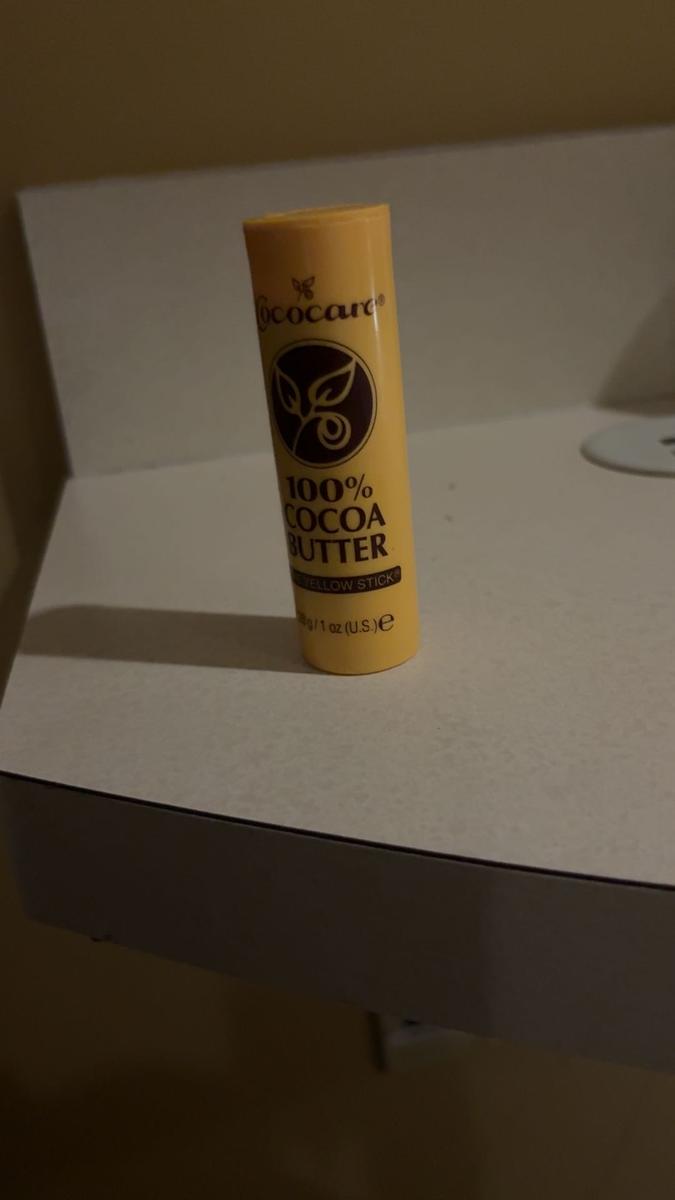 Cococare®
100%
COCOA
BUTTER
YELLOW STICK®
g / 1 oz (U.S.) e